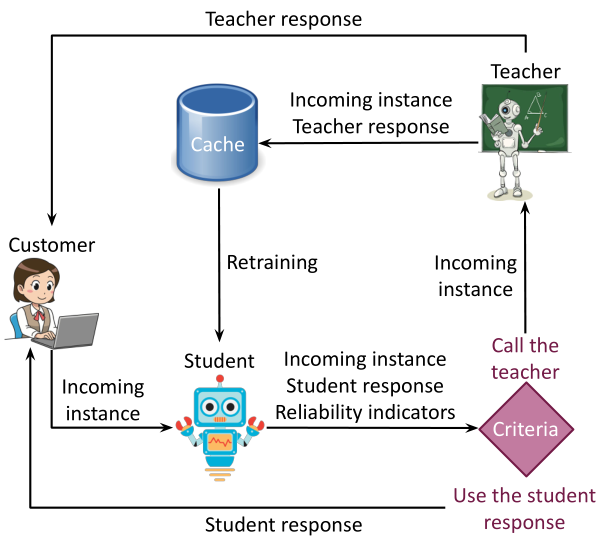 Teacher response
Teacher
Incoming instance
Teacher response
Cache
Customer
Retraining
Incoming
instance
Student
Incoming instance
Student response
Reliability indicators
Call the
teacher
Incoming
instance
Criteria
Use the student
response
Student response